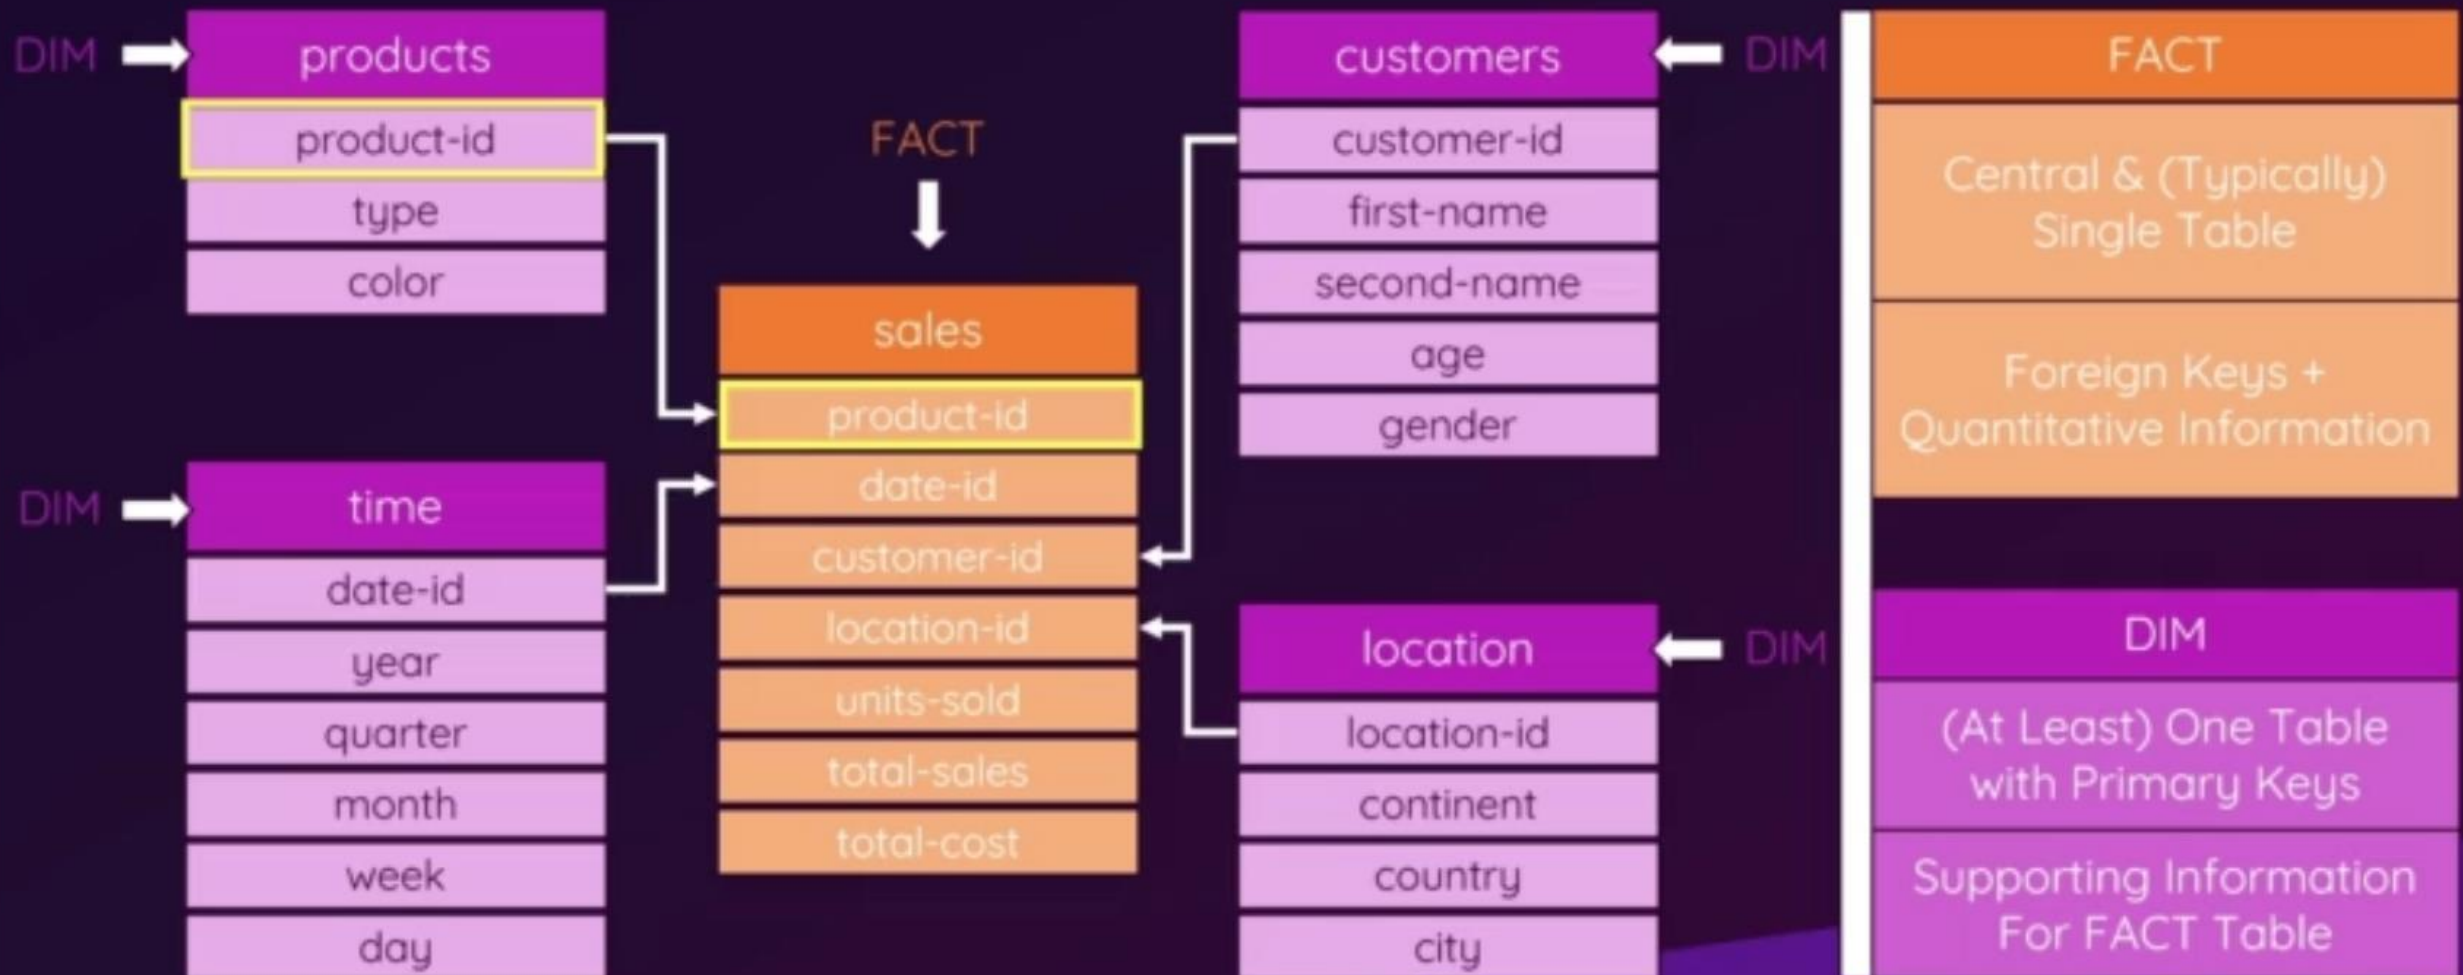 DIM
products
product-id
type
color
DIM
time
date-id
year
quarter
month
week
day
FACT
sales
product-id
date-id
customer-id
location-id
units-sold
total-sales
total-cost
customers
DIM
customer-id
first-name
second-name
age
gender
location
DIM
location-id
continent
country
city
FACT
Central & (Typically)
Single Table
Foreign Keys +
Quantitative Information
DIM
(At Least) One Table
with Primary Keys
Supporting Information
For FACT Table